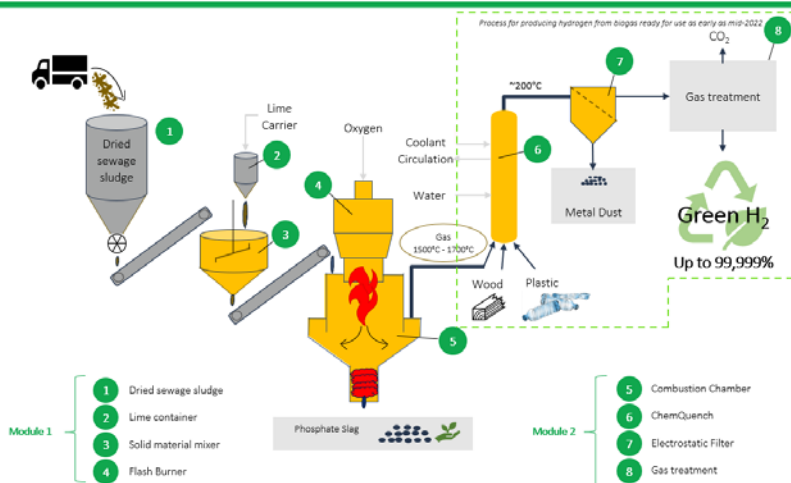 Process for producing hydrogen from biogas ready for use as early as mid-2022
8
CO₂
7
~200°C
Gas treatment
Lime
Carrier
1
Oxygen
Dried
sewage
sludge
2
Coolant
Circulation
6
4
Metal Dust
Water
Green H₂
3
Gas
1500°C - 1700°C
Up to 99,999%
Wood
Plastic
5
Module 1
1 Dried sewage sludge
2 Lime container
3 Solid material mixer
4 Flash Burner
Phosphate Slag
Module 2
5 Combustion Chamber
6 ChemQuench
7 Electrostatic Filter
8 Gas treatment